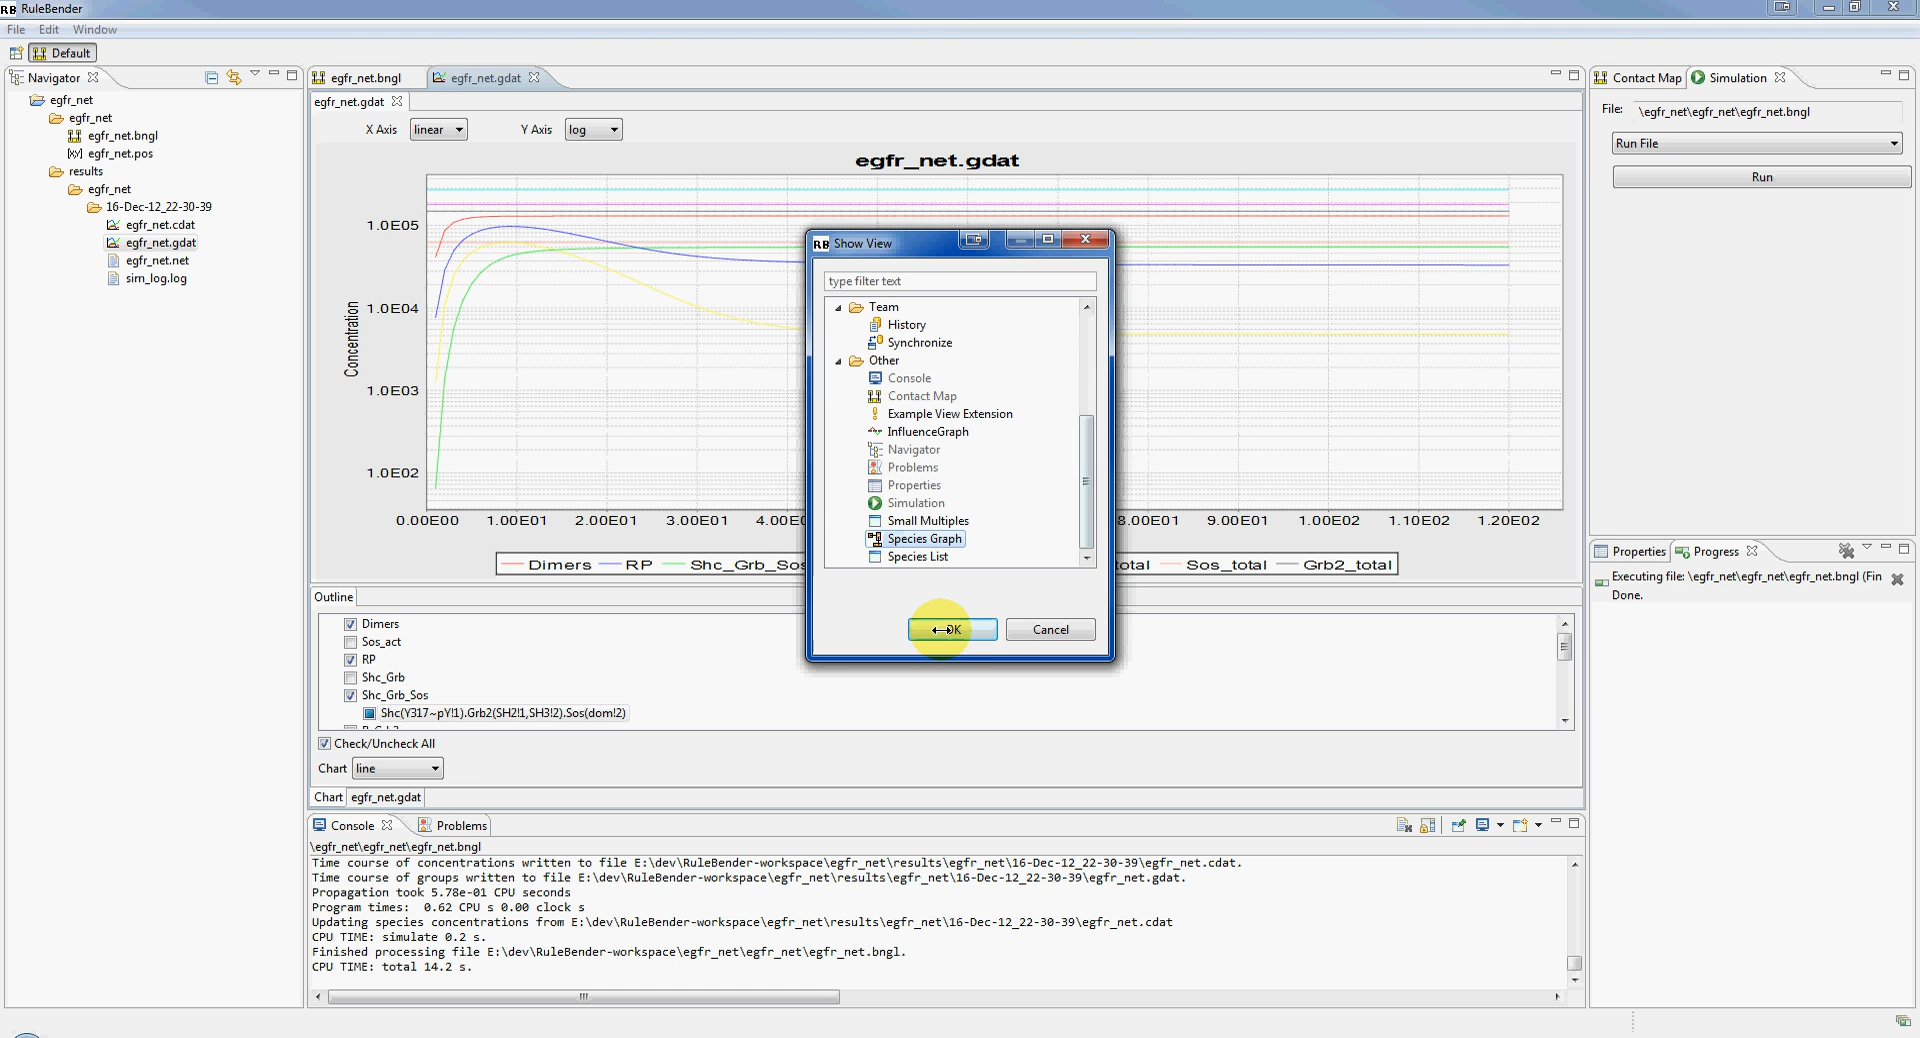 RB RuleBender
File Edit Window
Default
Navigator
egfr_net
egfr_net
egfr_net.bngl
egfr_net.pos
results
egfr_net
16-Dec-12_22-30-39
egfr_net.cdat
egfr_net.gdat
egfr_net.net
sim_log.log
egfr_net.bngl
egfr_net.gdat
egfr_net.gdat
X Axis linear Y Axis log
egfr_net.gdat
Concentration
1.0E05
1.0E04
1.0E03
1.0E02
0.00E00 1.00E01 2.00E01 3.00E01 4.00E0 8.00E01 9.00E01 1.00E02 1.10E02 1.20E02
Dimers RP Shc_Grb_Sos total Sos_total Grb2_total
Outline
Dimers
Sos_act
RP
Shc_Grb
Shc_Grb_Sos
Shc(Y317~pY!1).Grb2(SH2!1,SH3!2).Sos(dom!2)
Check/Uncheck All
Chart line
Chart egfr_net.gdat
RB Show View
type filter text
Team
History
Synchronize
Other
Console
Contact Map
Example View Extension
InfluenceGraph
Navigator
Problems
Properties
Simulation
Small Multiples
Species Graph
Species List
OK Cancel
Console Problems
\egfr_net\egfr_net\egfr_net.bngl
Time course of concentrations written to file E:\dev\RuleBender-workspace\egfr_net\results\egfr_net\16-Dec-12_22-30-39\egfr_net.cdat.
Time course of groups written to file E:\dev\RuleBender-workspace\egfr_net\results\egfr_net\16-Dec-12_22-30-39\egfr_net.gdat.
Propagation took 5.78e-01 CPU seconds
Program times: 0.62 CPU s 0.00 clock s
Updating species concentrations from E:\dev\RuleBender-workspace\egfr_net\results\egfr_net\16-Dec-12_22-30-39\egfr_net.cdat
CPU TIME: simulate 0.2 s.
Finished processing file E:\dev\RuleBender-workspace\egfr_net\egfr_net\egfr_net.bngl.
CPU TIME: total 14.2 s.
Contact Map Simulation
File: \egfr_net\egfr_net\egfr_net.bngl
Run File
Run
Properties Progress
Executing file: \egfr_net\egfr_net\egfr_net.bngl (Fin
Done.